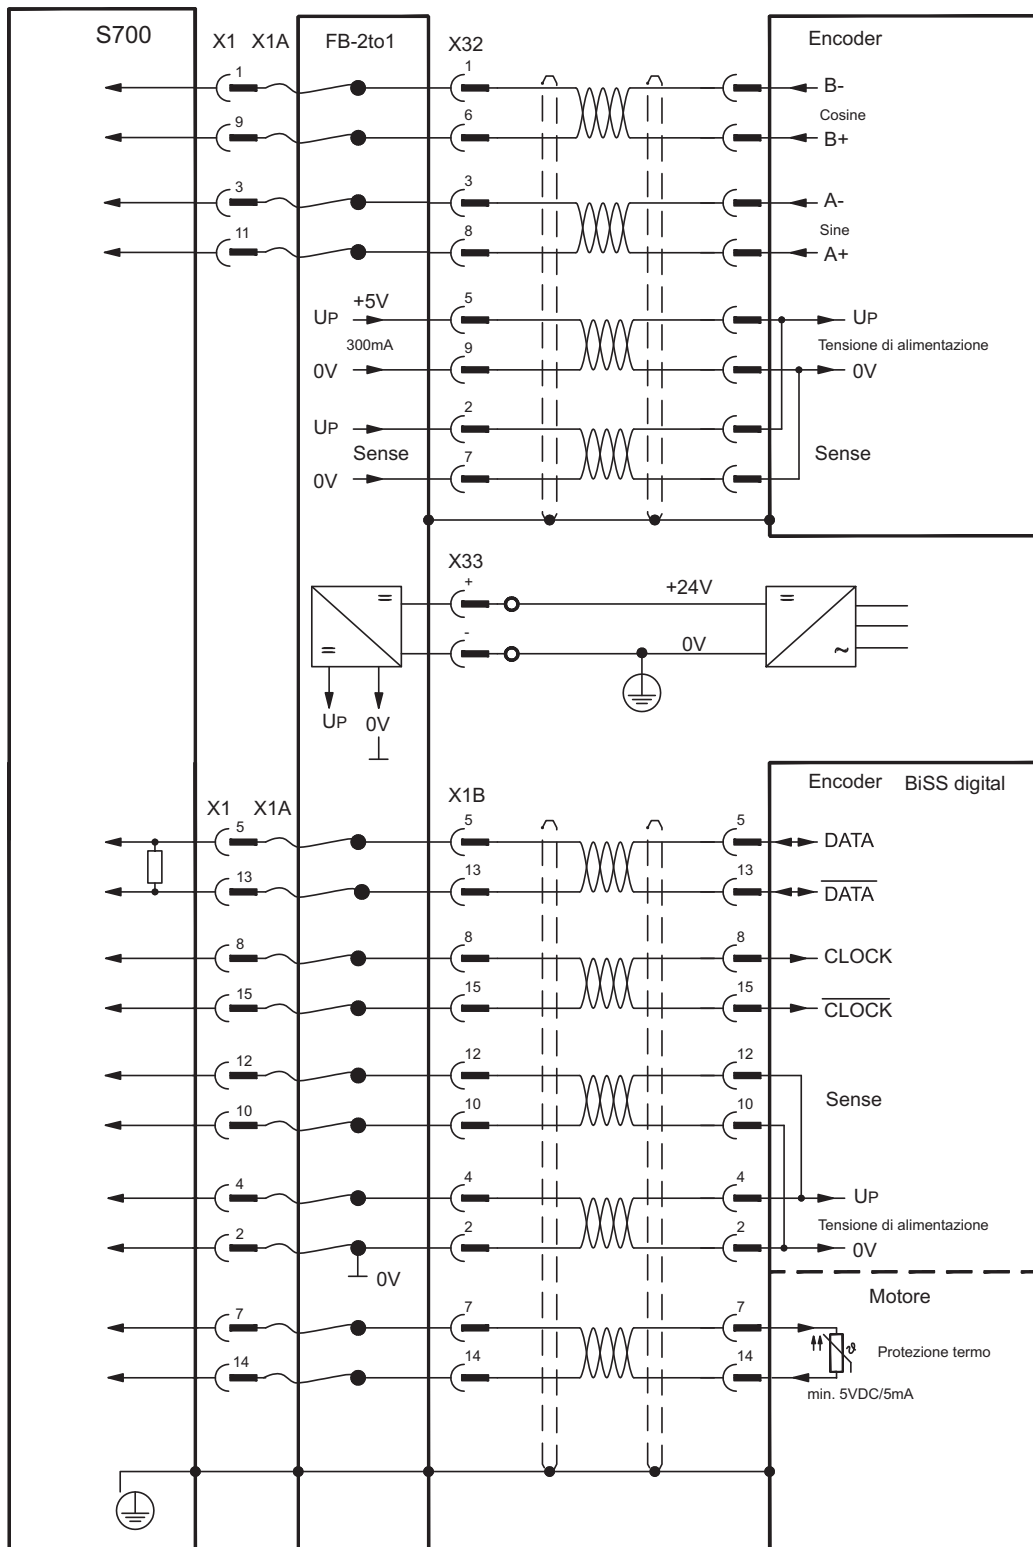 S700 X1 X1A FB-2to1 X32 Encoder
1 1 B-
Cosine
9 6 B+
3 3 A-
Sine
11 8 A+
UP +5V 5 UP
300mA Tensione di alimentazione
0V 9 0V
UP 2
Sense Sense
0V 7
X33
+ +24V =
=
- 0V ~
=
UP 0V
Encoder BiSS digital
X1 X1A X1B
5 5 5 DATA
13 13 13 DATA
8 8 8 CLOCK
15 15 15 CLOCK
12 12 12
Sense
10 10 10
4 4 4 UP
Tensione di alimentazione
2 2 2 0V
0V
Motore
7 7 7
ϑ Protezione termo
14 14 14
min. 5VDC/5mA